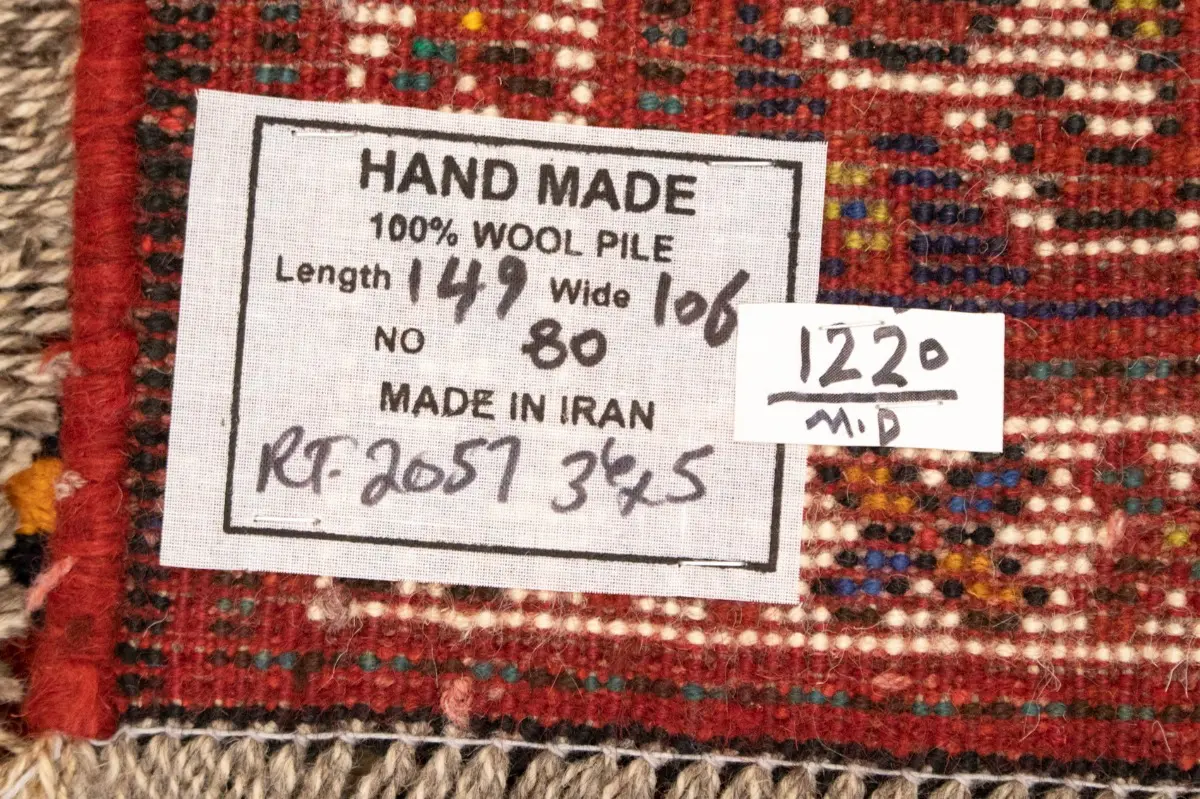 HAND MADE
100% WOOL PILE
Length 149 Wide 106
NO 80
MADE IN IRAN
RT-2057 3⁶x5
1220
M.D